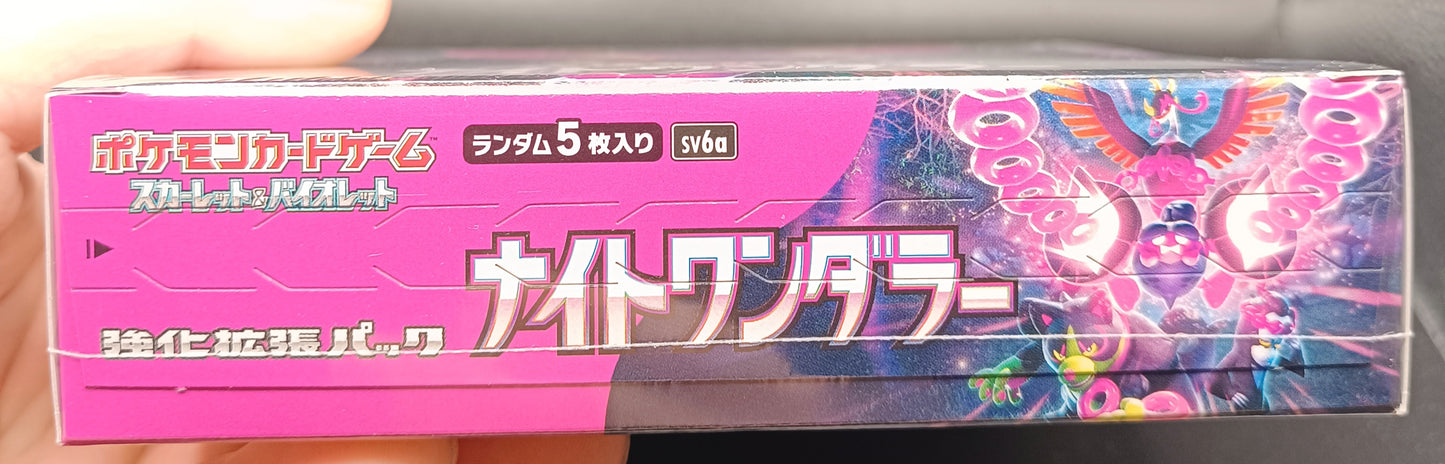 ポケモンカードゲーム™
スカーレット&バイオレット
ランダム5枚入り
sv6a
ナイトワンダラー
強化拡張パック